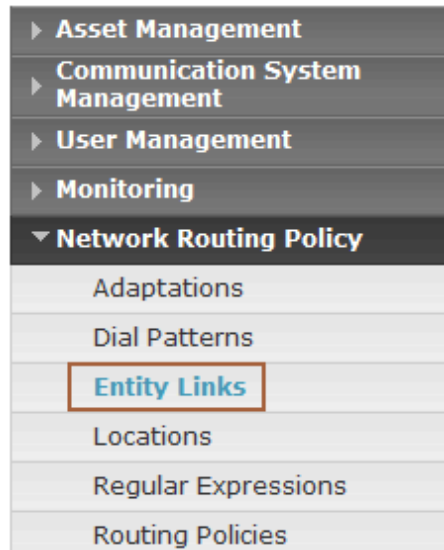 Asset Management
Communication System
Management
User Management
Monitoring
Network Routing Policy
Adaptations
Dial Patterns
Entity Links
Locations
Regular Expressions
Routing Policies